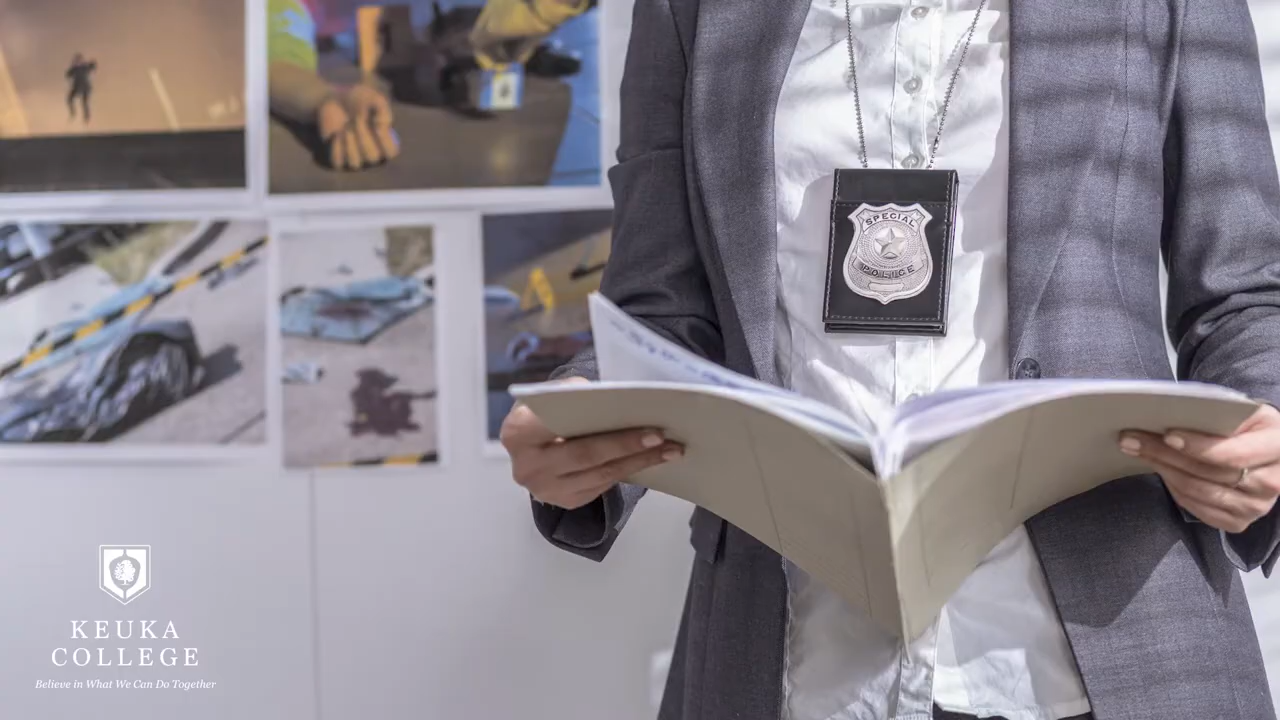 SPECIAL
POLICE
KEUKA
COLLEGE
Believe in What We Can Do Together